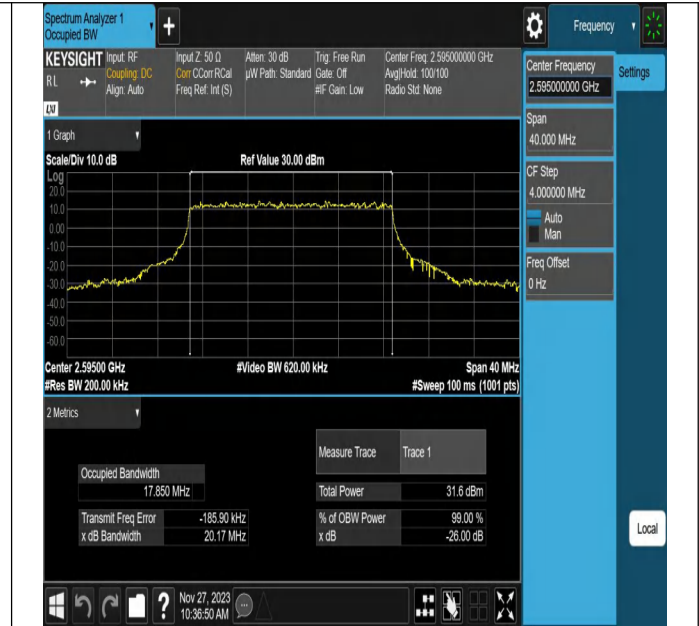 Spectrum Analyzer 1
Occupied BW
Frequency
KEYSIGHT
RL
LXI
Input: RF
Coupling: DC
Align: Auto
Input Z: 50 Ω
Corr CCorr RCal
Freq Ref: Int (S)
Atten: 30 dB
µW Path: Standard
Trig: Free Run
Gate: Off
#IF Gain: Low
Center Freq: 2.595000000 GHz
Avg|Hold: 100/100
Radio Std: None
1 Graph
Scale/Div 10.0 dB
Ref Value 30.00 dBm
Log
20.0
10.0
0.00
-10.0
-20.0
-30.0
-40.0
-50.0
-60.0
Center 2.59500 GHz
#Video BW 620.00 kHz
Span 40 MHz
#Res BW 200.00 kHz
#Sweep 100 ms (1001 pts)
2 Metrics
Measure Trace Trace 1
Occupied Bandwidth
17.850 MHz
Total Power 31.6 dBm
Transmit Freq Error -185.90 kHz
% of OBW Power 99.00 %
x dB Bandwidth 20.17 MHz
x dB -26.00 dB
Center Frequency
2.595000000 GHz
Settings
Span
40.000 MHz
CF Step
4.000000 MHz
Auto
Man
Freq Offset
0 Hz
Local
?
Nov 27, 2023
10:36:50 AM